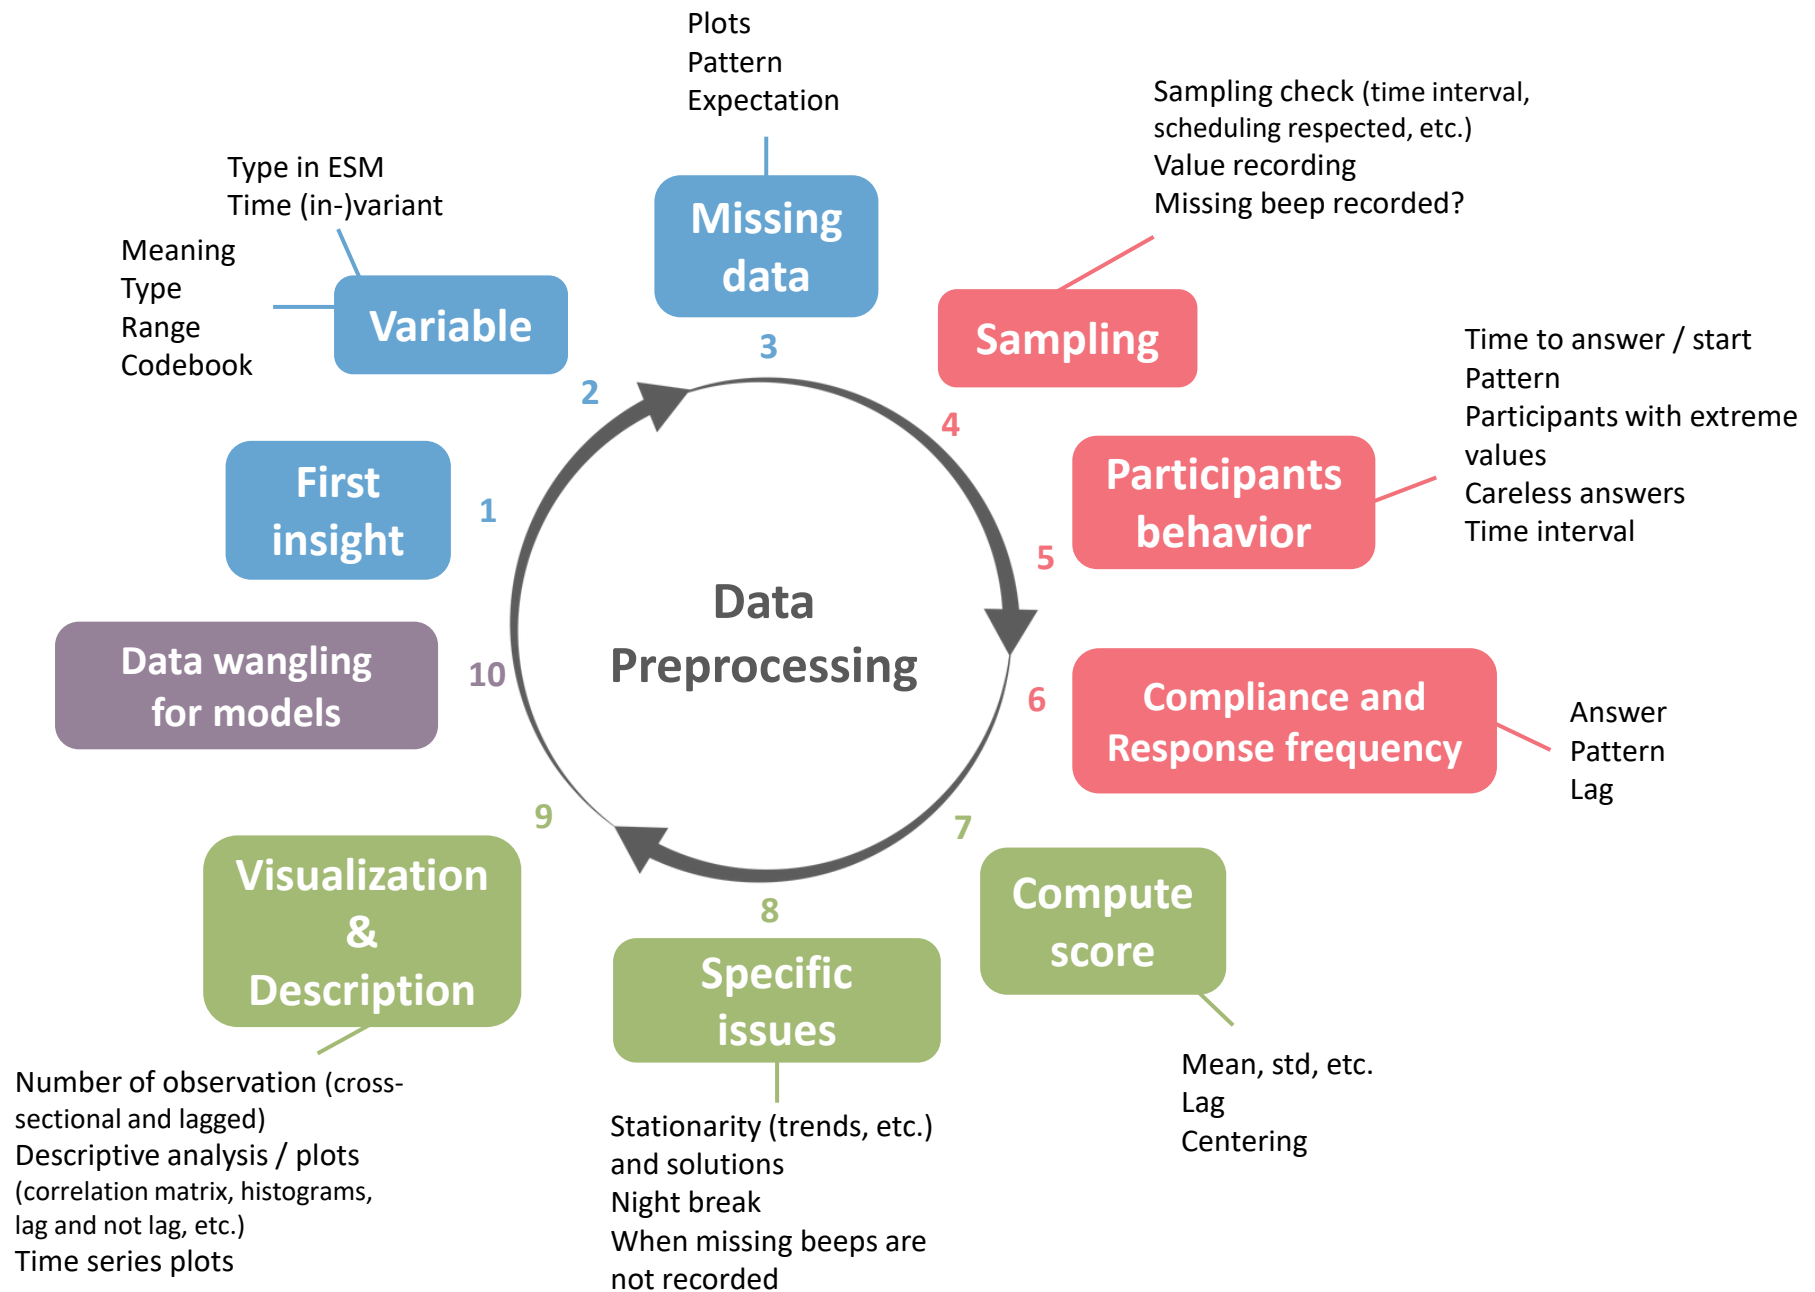 Plots
Pattern
Expectation
Missing
data
3
Sampling check (time interval,
scheduling respected, etc.)
Value recording
Missing beep recorded?
Sampling
4
Type in ESM
Time (in-)variant
Meaning
Type
Range
Codebook
Variable
2
First
insight
1
Time to answer / start
Pattern
Participants with extreme
values
Careless answers
Time interval
Participants
behavior
5
Data
Preprocessing
Data wangling
for models
10
6
Compliance and
Response frequency
Answer
Pattern
Lag
9
Visualization
&
Description
Number of observation (cross-
sectional and lagged)
Descriptive analysis / plots
(correlation matrix, histograms,
lag and not lag, etc.)
Time series plots
8
Specific
issues
Stationarity (trends, etc.)
and solutions
Night break
When missing beeps are
not recorded
7
Compute
score
Mean, std, etc.
Lag
Centering